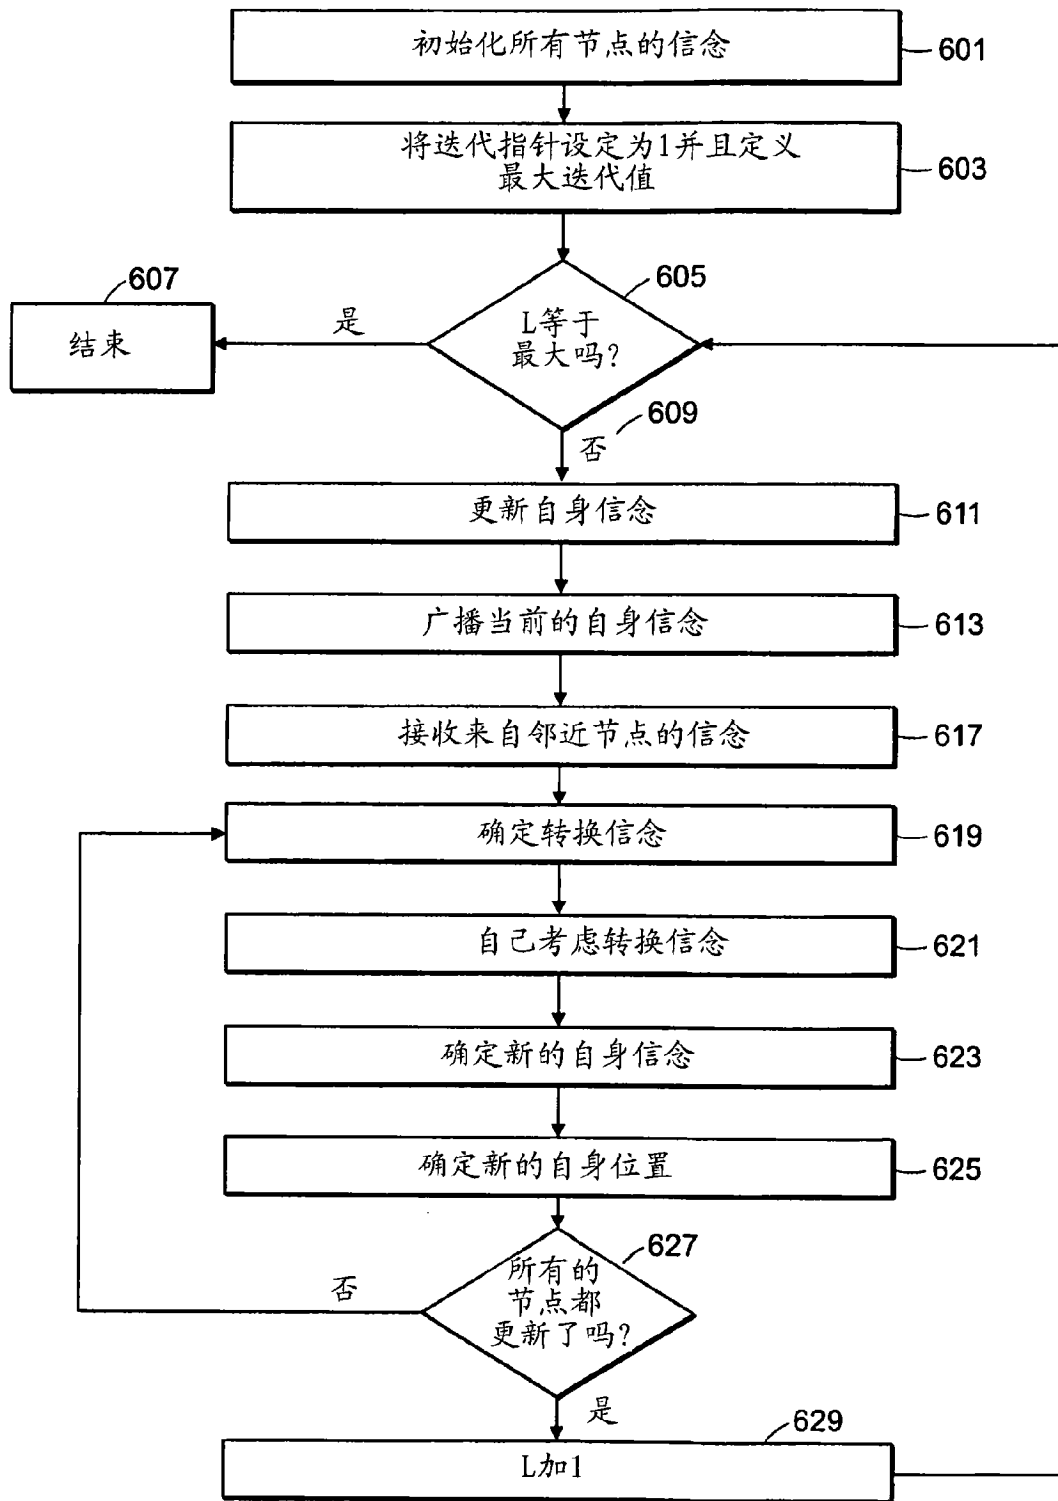 初始化所有节点的信念
601
将迭代指针设定为1并且定义
最大迭代值
603
607
结束
是
605
L等于
最大吗?
609
否
更新自身信念
611
广播当前的自身信念
613
接收来自邻近节点的信念
617
确定转换信念
619
自己考虑转换信念
621
确定新的自身信念
623
确定新的自身位置
625
627
否
所有的
节点都
更新了吗?
是
629
L加1